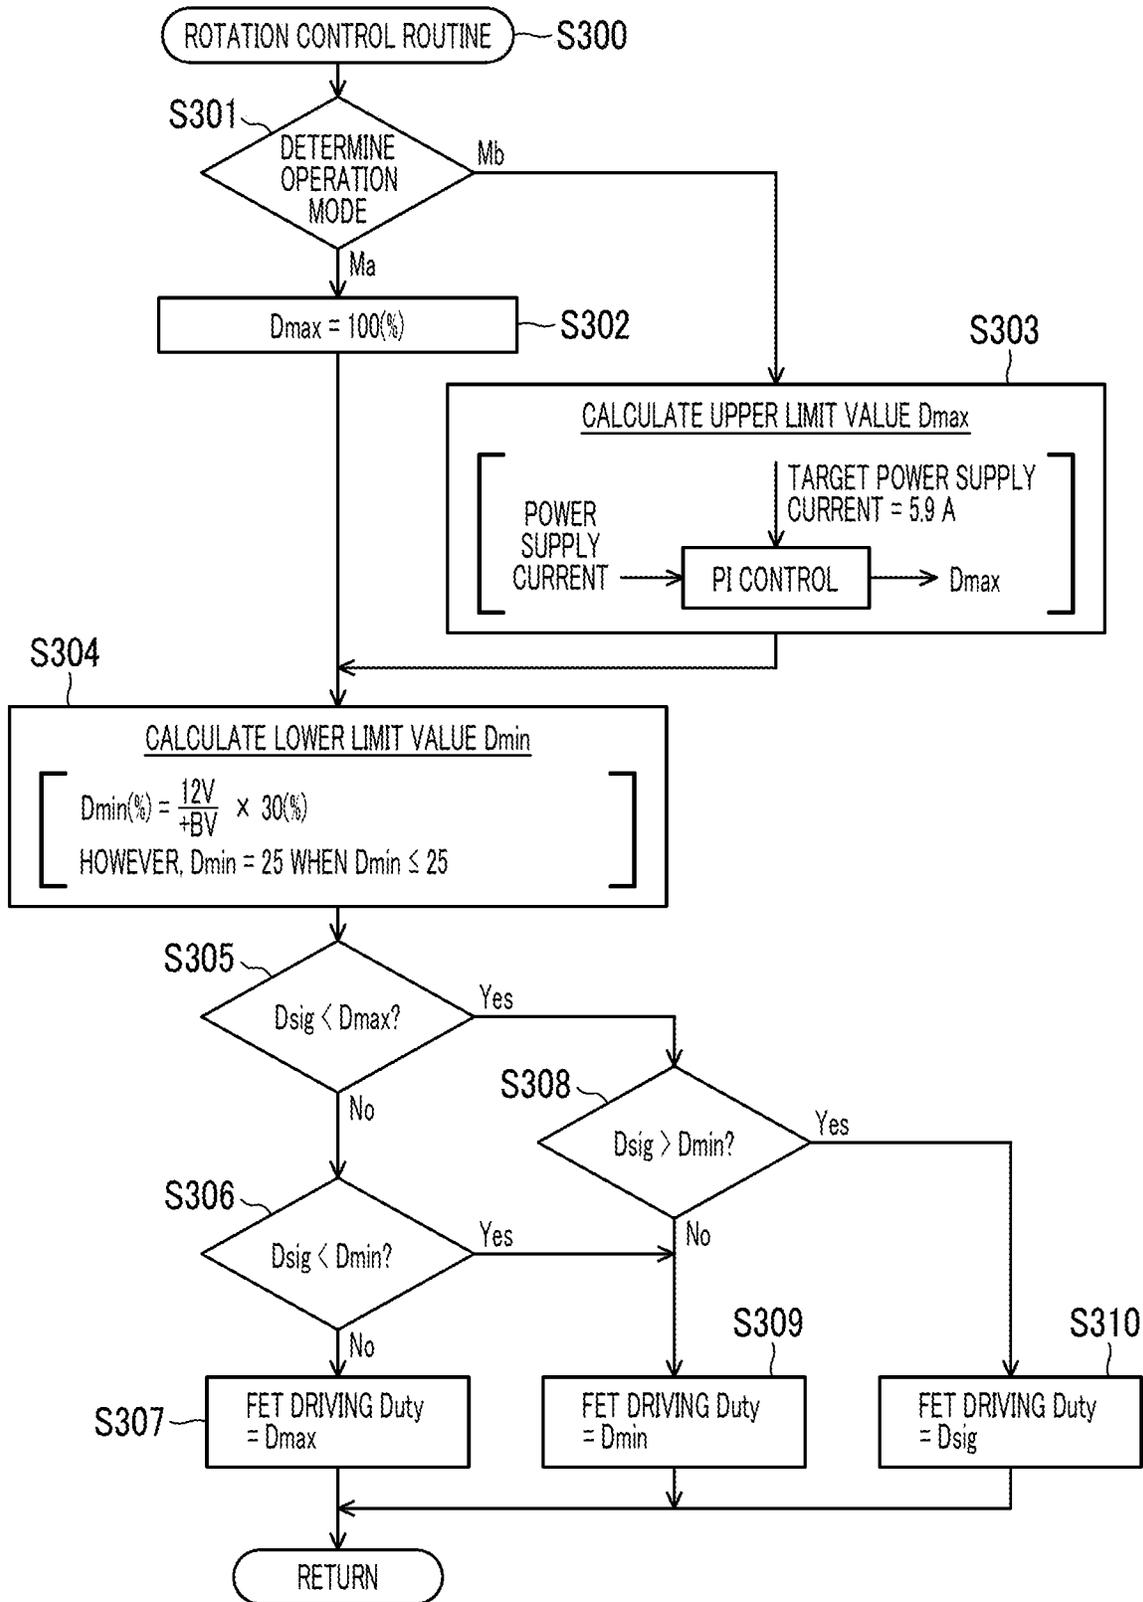 ROTATION CONTROL ROUTINE
S300
S301
DETERMINE
OPERATION
MODE
Mb
Ma
Dmax = 100(%)
S302
S303
CALCULATE UPPER LIMIT VALUE Dmax
TARGET POWER SUPPLY
CURRENT = 5.9 A
POWER
SUPPLY
CURRENT
PI CONTROL
Dmax
S304
CALCULATE LOWER LIMIT VALUE Dmin
Dmin(%) = 12V / +BV × 30(%)
HOWEVER, Dmin = 25 WHEN Dmin ≤ 25
S305
Dsig < Dmax?
Yes
No
S308
Dsig > Dmin?
Yes
No
S306
Dsig < Dmin?
Yes
No
S307
FET DRIVING Duty
= Dmax
S309
FET DRIVING Duty
= Dmin
S310
FET DRIVING Duty
= Dsig
RETURN